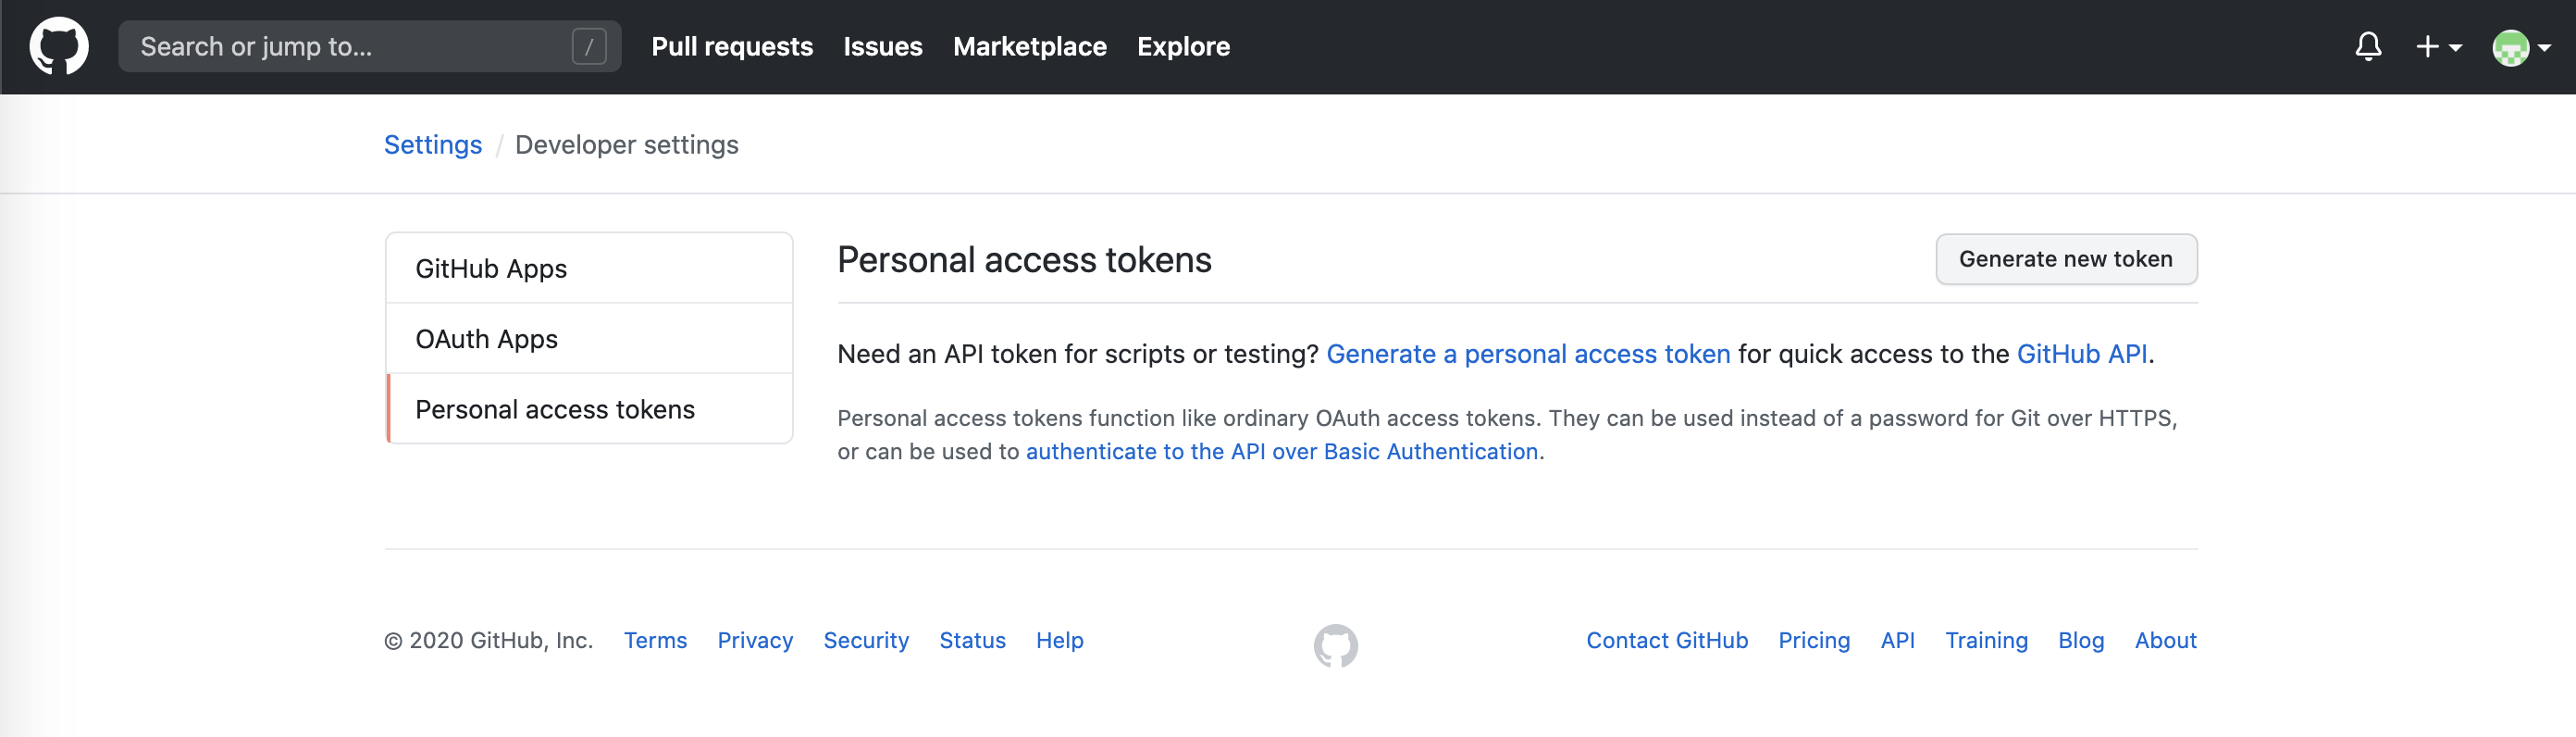 Search or jump to... /
Pull requests Issues Marketplace Explore
Settings / Developer settings
GitHub Apps
OAuth Apps
Personal access tokens
Personal access tokens
Generate new token
Need an API token for scripts or testing? Generate a personal access token for quick access to the GitHub API.
Personal access tokens function like ordinary OAuth access tokens. They can be used instead of a password for Git over HTTPS,
or can be used to authenticate to the API over Basic Authentication.
© 2020 GitHub, Inc. Terms Privacy Security Status Help
Contact GitHub Pricing API Training Blog About